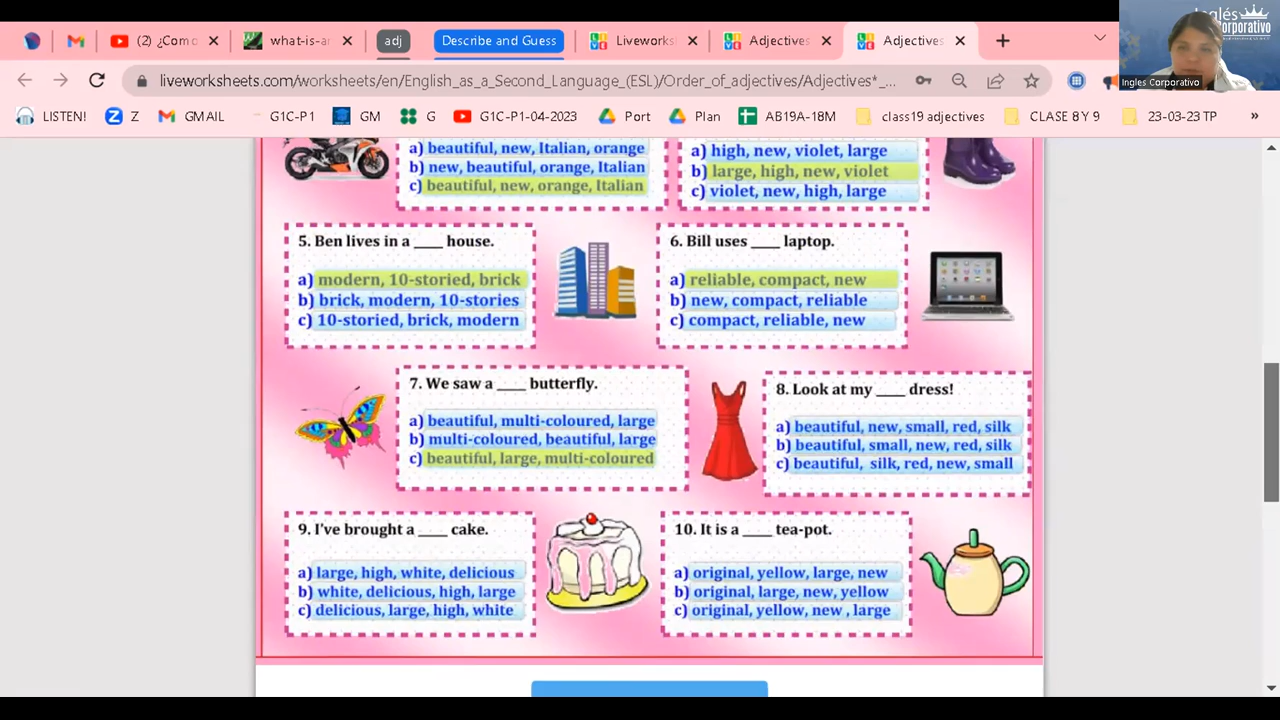 (2) ¿Com
what-is-a
adj
Describe and Guess
Livework
Adjectives
Adjectives
Inglés
Corporativo
Ingles Corporativo
liveworksheets.com/worksheets/en/English_as_a_Second_Language_(ESL)/Order_of_adjectives/Adjectives*_...
LISTEN!
Z
GMAIL
G1C-P1
GM
G
G1C-P1-04-2023
Port
Plan
AB19A-18M
class19 adjectives
CLASE 8Y 9
23-03-23 TP
»
a) beautiful, new, Italian, orange
b) new, beautiful, orange, Italian
c) beautiful, new, orange, Italian
a) high, new, violet, large
b) large, high, new, violet
c) violet, new, high, large
5. Ben lives in a ____ house.
a) modern, 10-storied, brick
b) brick, modern, 10-stories
c) 10-storied, brick, modern
6. Bill uses ____ laptop.
a) reliable, compact, new
b) new, compact, reliable
c) compact, reliable, new
7. We saw a ____ butterfly.
a) beautiful, multi-coloured, large
b) multi-coloured, beautiful, large
c) beautiful, large, multi-coloured
8. Look at my ____ dress!
a) beautiful, new, small, red, silk
b) beautiful, small, new, red, silk
c) beautiful, silk, red, new, small
9. I've brought a ____ cake.
a) large, high, white, delicious
b) white, delicious, high, large
c) delicious, large, high, white
10. It is a ____ tea-pot.
a) original, yellow, large, new
b) original, large, new, yellow
c) original, yellow, new , large